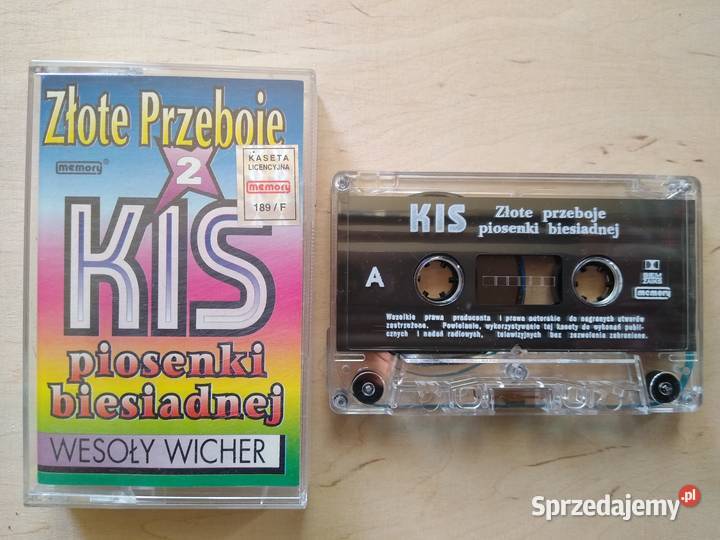 Złote Przeboje
memory®
2
KASETA
LICENCYJNA
memory
189/F
KIS
piosenki
biesiadnej
WESOŁY WICHER
KIS
Złote przeboje
piosenki biesiadnej
A
BIEM
ZAIKS
memory
Wszelkie prawa producenta i prawa autorskie do nagranych utworów
zastrzeżone. Powielanie, wykorzystywanie tej kasety do wykonań publi-
cznych i nadań radiowych, telewizyjnych bez zezwolenia zabronione.
Sprzedajemy.pl